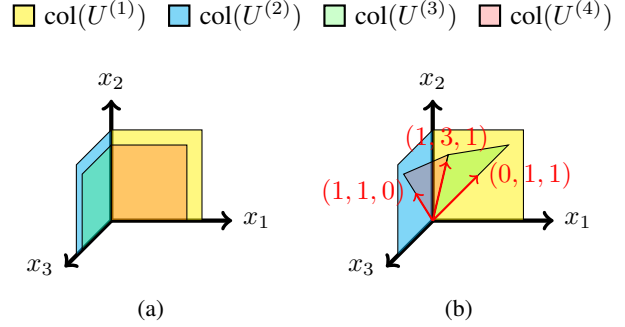 col(U^{(1)}) col(U^{(2)}) col(U^{(3)}) col(U^{(4)})
x_2 x_2
(1, 3, 1)
(0, 1, 1)
(1, 1, 0)
x_1 x_1
x_3 x_3
(a) (b)